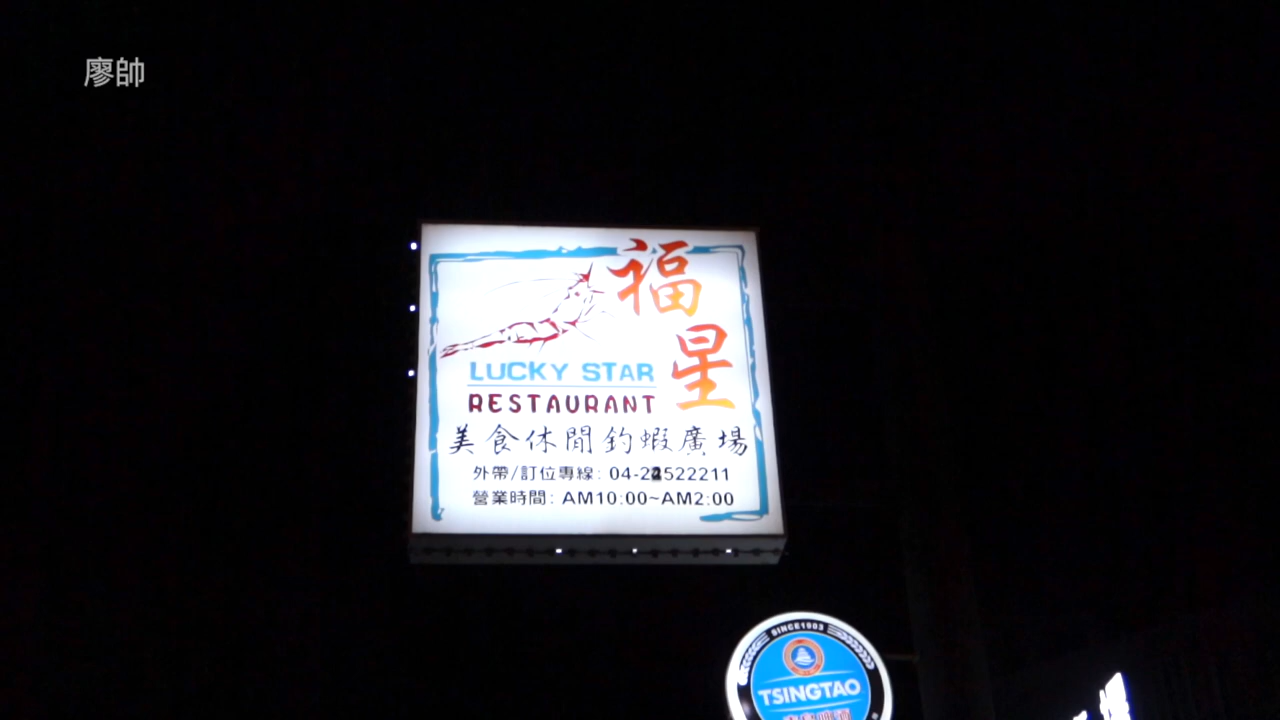 廖帥
福星
LUCKY STAR
RESTAURANT
美食休閒釣蝦廣場
外帶/訂位專線: 04-22522211
營業時間: AM10:00~AM2:00
SINCE1903
TSINGTAO